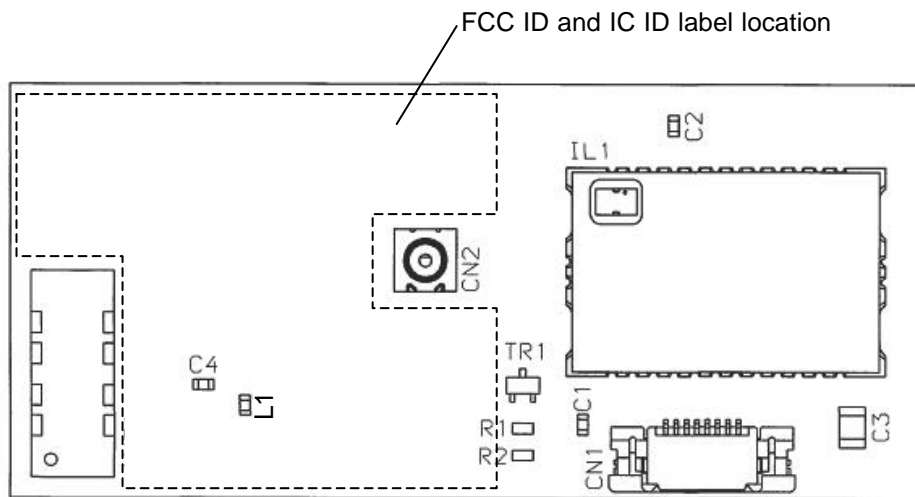 FCC ID and IC ID label location
C2
IL1
CN2
TR1
C4
L1
C1
R1
C3
R2
CN1